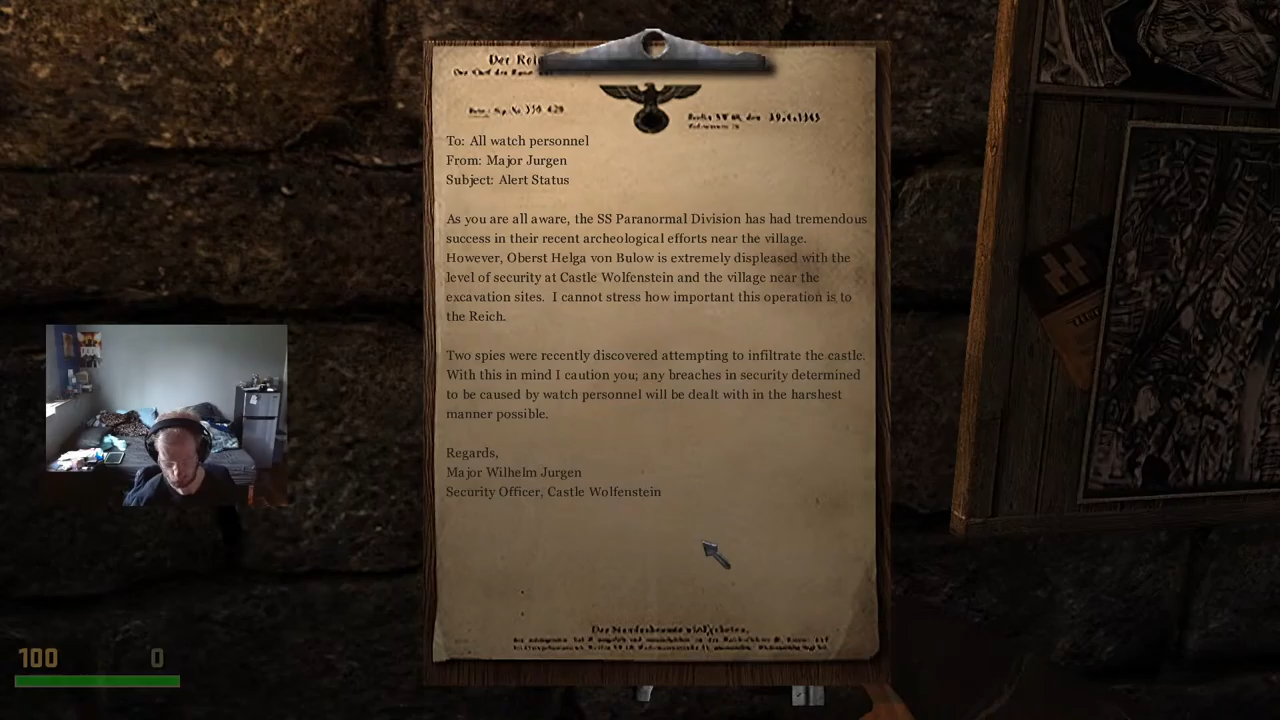 Der Rei
To: All watch personnel
From: Major Jurgen
Subject: Alert Status
As you are all aware, the SS Paranormal Division has had tremendous
success in their recent archeological efforts near the village.
However, Oberst Helga von Bulow is extremely displeased with the
level of security at Castle Wolfenstein and the village near the
excavation sites.  I cannot stress how important this operation is to
the Reich.
Two spies were recently discovered attempting to infiltrate the castle.
With this in mind I caution you; any breaches in security determined
to be caused by watch personnel will be dealt with in the harshest
manner possible.
Regards,
Major Wilhelm Jurgen
Security Officer, Castle Wolfenstein
100
0